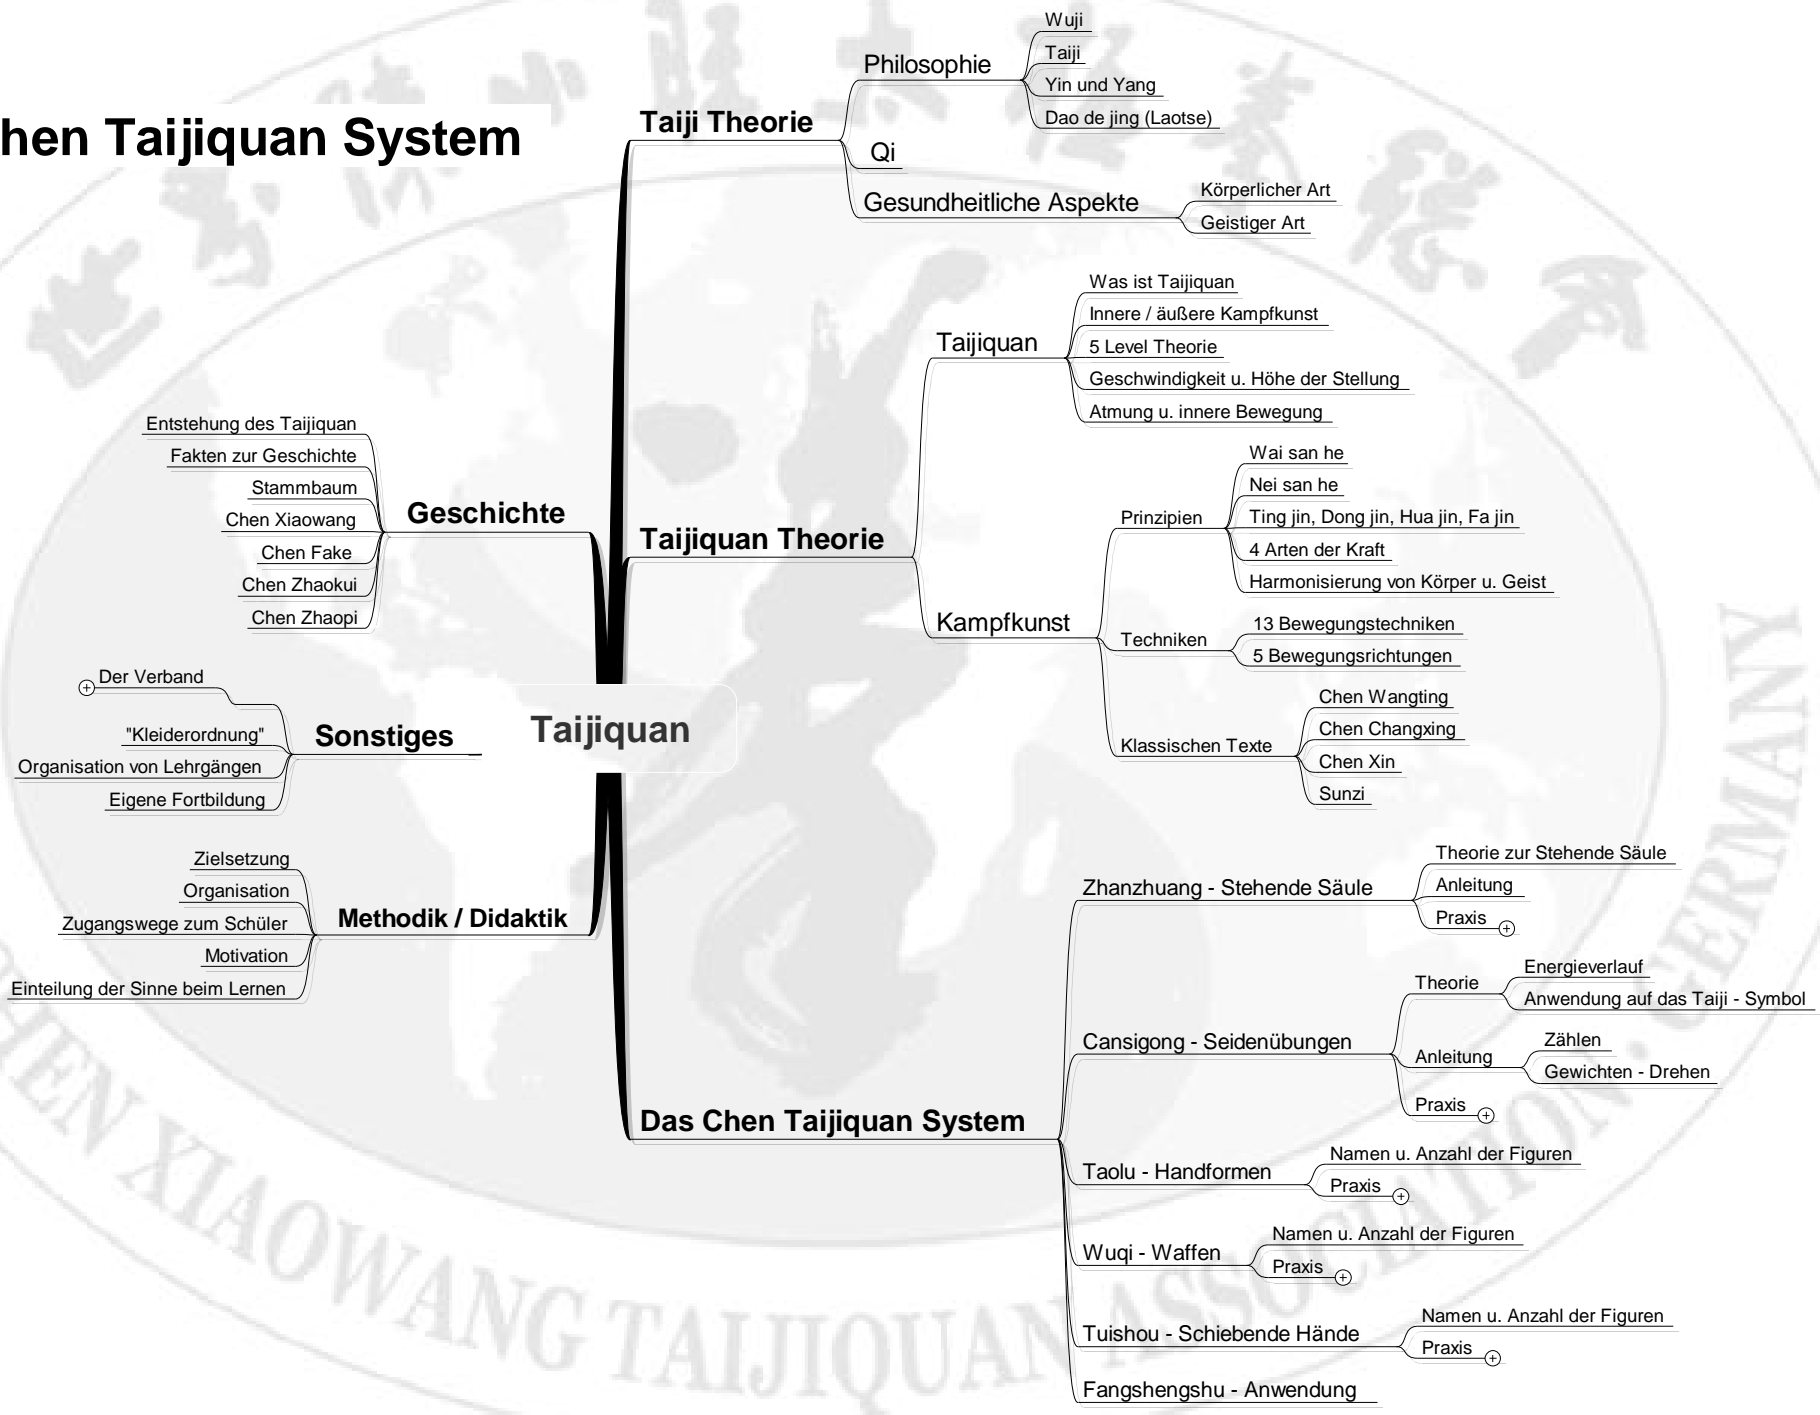 hen Taijiquan System
Taijiquan
Taiji Theorie
Philosophie
Wuji
Taiji
Yin und Yang
Dao de jing (Laotse)
Qi
Gesundheitliche Aspekte
Körperlicher Art
Geistiger Art
Taijiquan Theorie
Taijiquan
Was ist Taijiquan
Innere / äußere Kampfkunst
5 Level Theorie
Geschwindigkeit u. Höhe der Stellung
Atmung u. innere Bewegung
Kampfkunst
Prinzipien
Wai san he
Nei san he
Ting jin, Dong jin, Hua jin, Fa jin
4 Arten der Kraft
Harmonisierung von Körper u. Geist
Techniken
13 Bewegungstechniken
5 Bewegungsrichtungen
Klassischen Texte
Chen Wangting
Chen Changxing
Chen Xin
Sunzi
Das Chen Taijiquan System
Zhanzhuang - Stehende Säule
Theorie zur Stehende Säule
Anleitung
Praxis
Cansigong - Seidenübungen
Theorie
Energieverlauf
Anwendung auf das Taiji - Symbol
Anleitung
Zählen
Gewichten - Drehen
Praxis
Taolu - Handformen
Namen u. Anzahl der Figuren
Praxis
Wuqi - Waffen
Namen u. Anzahl der Figuren
Praxis
Tuishou - Schiebende Hände
Namen u. Anzahl der Figuren
Praxis
Fangshengshu - Anwendung
Geschichte
Entstehung des Taijiquan
Fakten zur Geschichte
Stammbaum
Chen Xiaowang
Chen Fake
Chen Zhaokui
Chen Zhaopi
Sonstiges
Der Verband
"Kleiderordnung"
Organisation von Lehrgängen
Eigene Fortbildung
Methodik / Didaktik
Zielsetzung
Organisation
Zugangswege zum Schüler
Motivation
Einteilung der Sinne beim Lernen
HEN XIAOWANG TAIJIQUAN ASSOCIATION. GERMANY